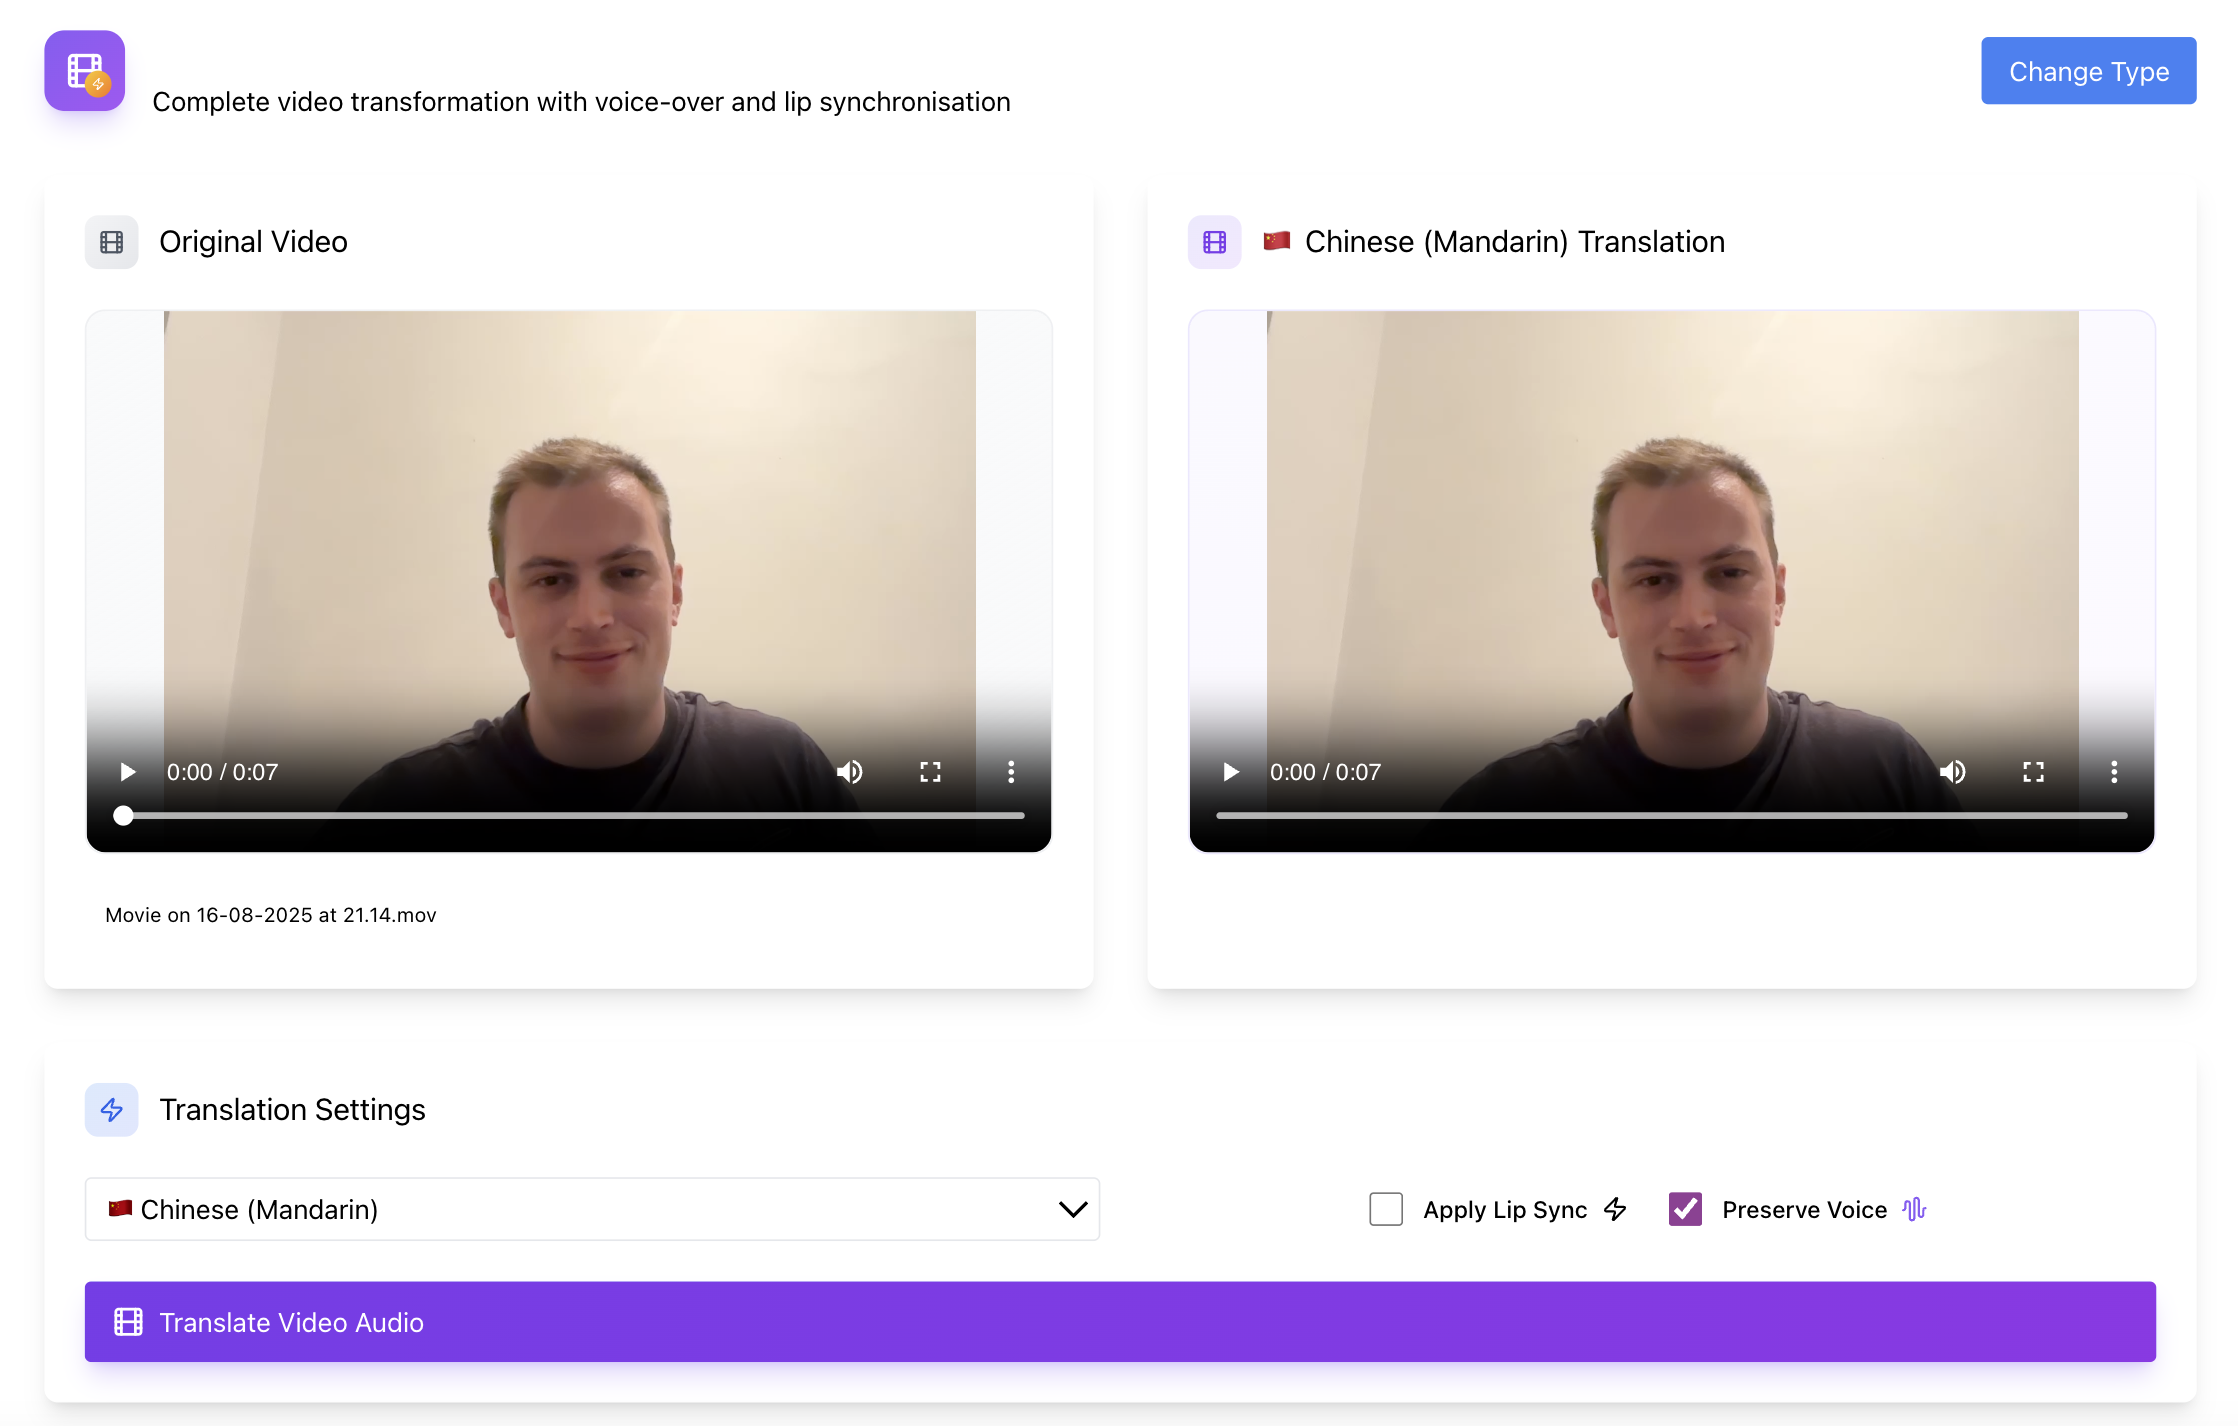 Complete video transformation with voice-over and lip synchronisation
Change Type
Original Video
🇨🇳 Chinese (Mandarin) Translation
0:00 / 0:07
0:00 / 0:07
Movie on 16-08-2025 at 21.14.mov
Translation Settings
🇨🇳 Chinese (Mandarin)
Apply Lip Sync
Preserve Voice
Translate Video Audio